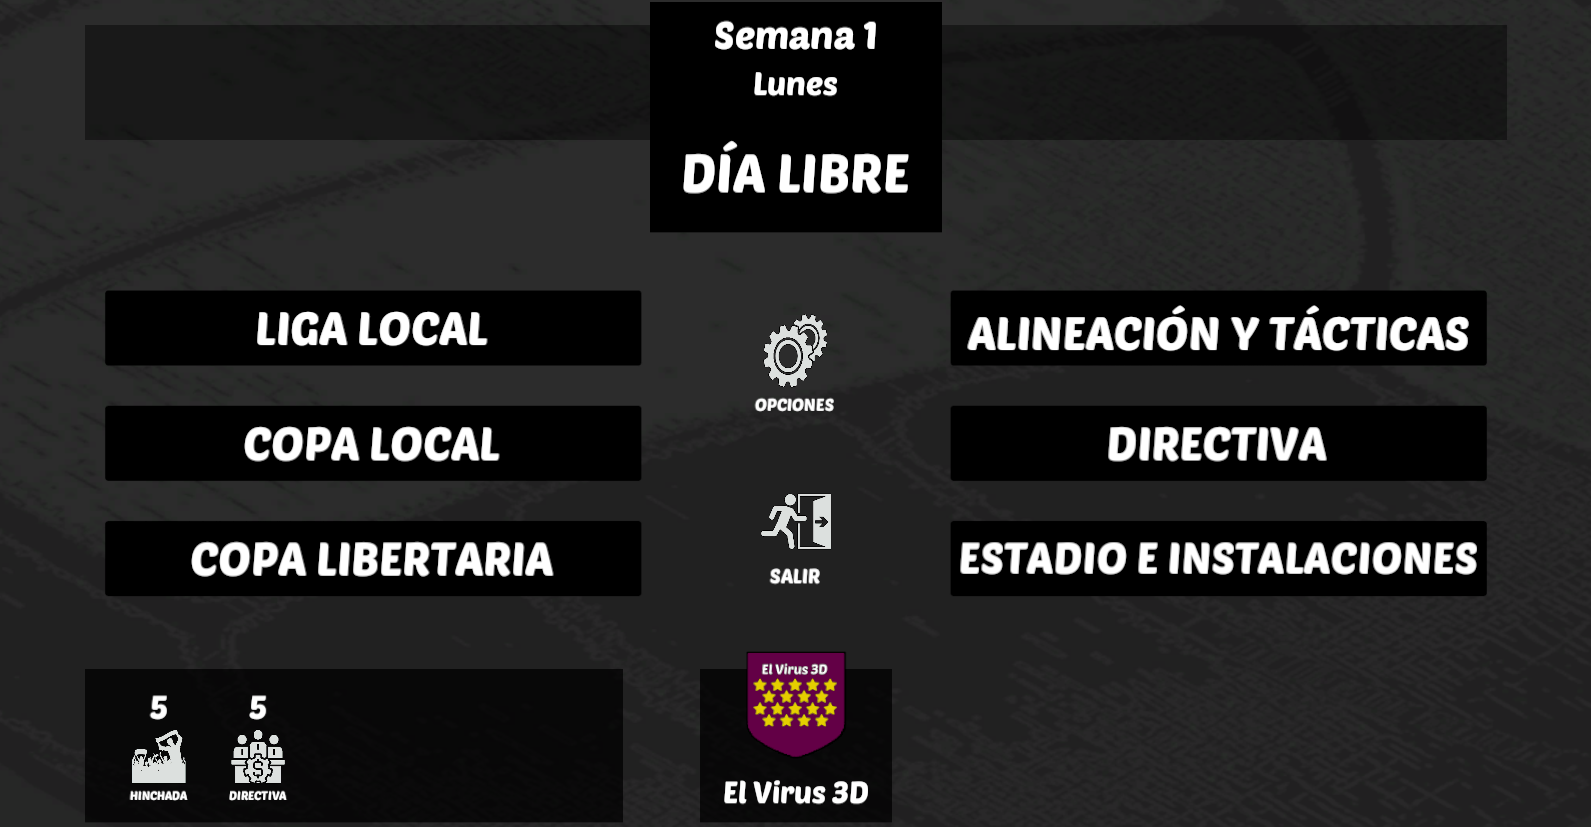 Semana 1
Lunes
DÍA LIBRE
LIGA LOCAL
COPA LOCAL
COPA LIBERTARIA
OPCIONES
SALIR
ALINEACIÓN Y TÁCTICAS
DIRECTIVA
ESTADIO E INSTALACIONES
5
HINCHADA
5
DIRECTIVA
El Virus 3D
El Virus 3D